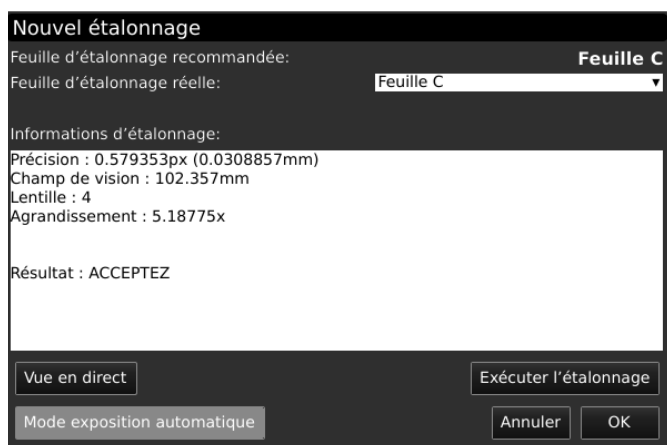 Nouvel étalonnage
Feuille d’étalonnage recommandée: Feuille C
Feuille d’étalonnage réelle: Feuille C
Informations d’étalonnage:
Précision : 0.579353px (0.0308857mm)
Champ de vision : 102.357mm
Lentille : 4
Agrandissement : 5.18775x
Résultat : ACCEPTEZ
Vue en direct Exécuter l’étalonnage
Mode exposition automatique Annuler OK